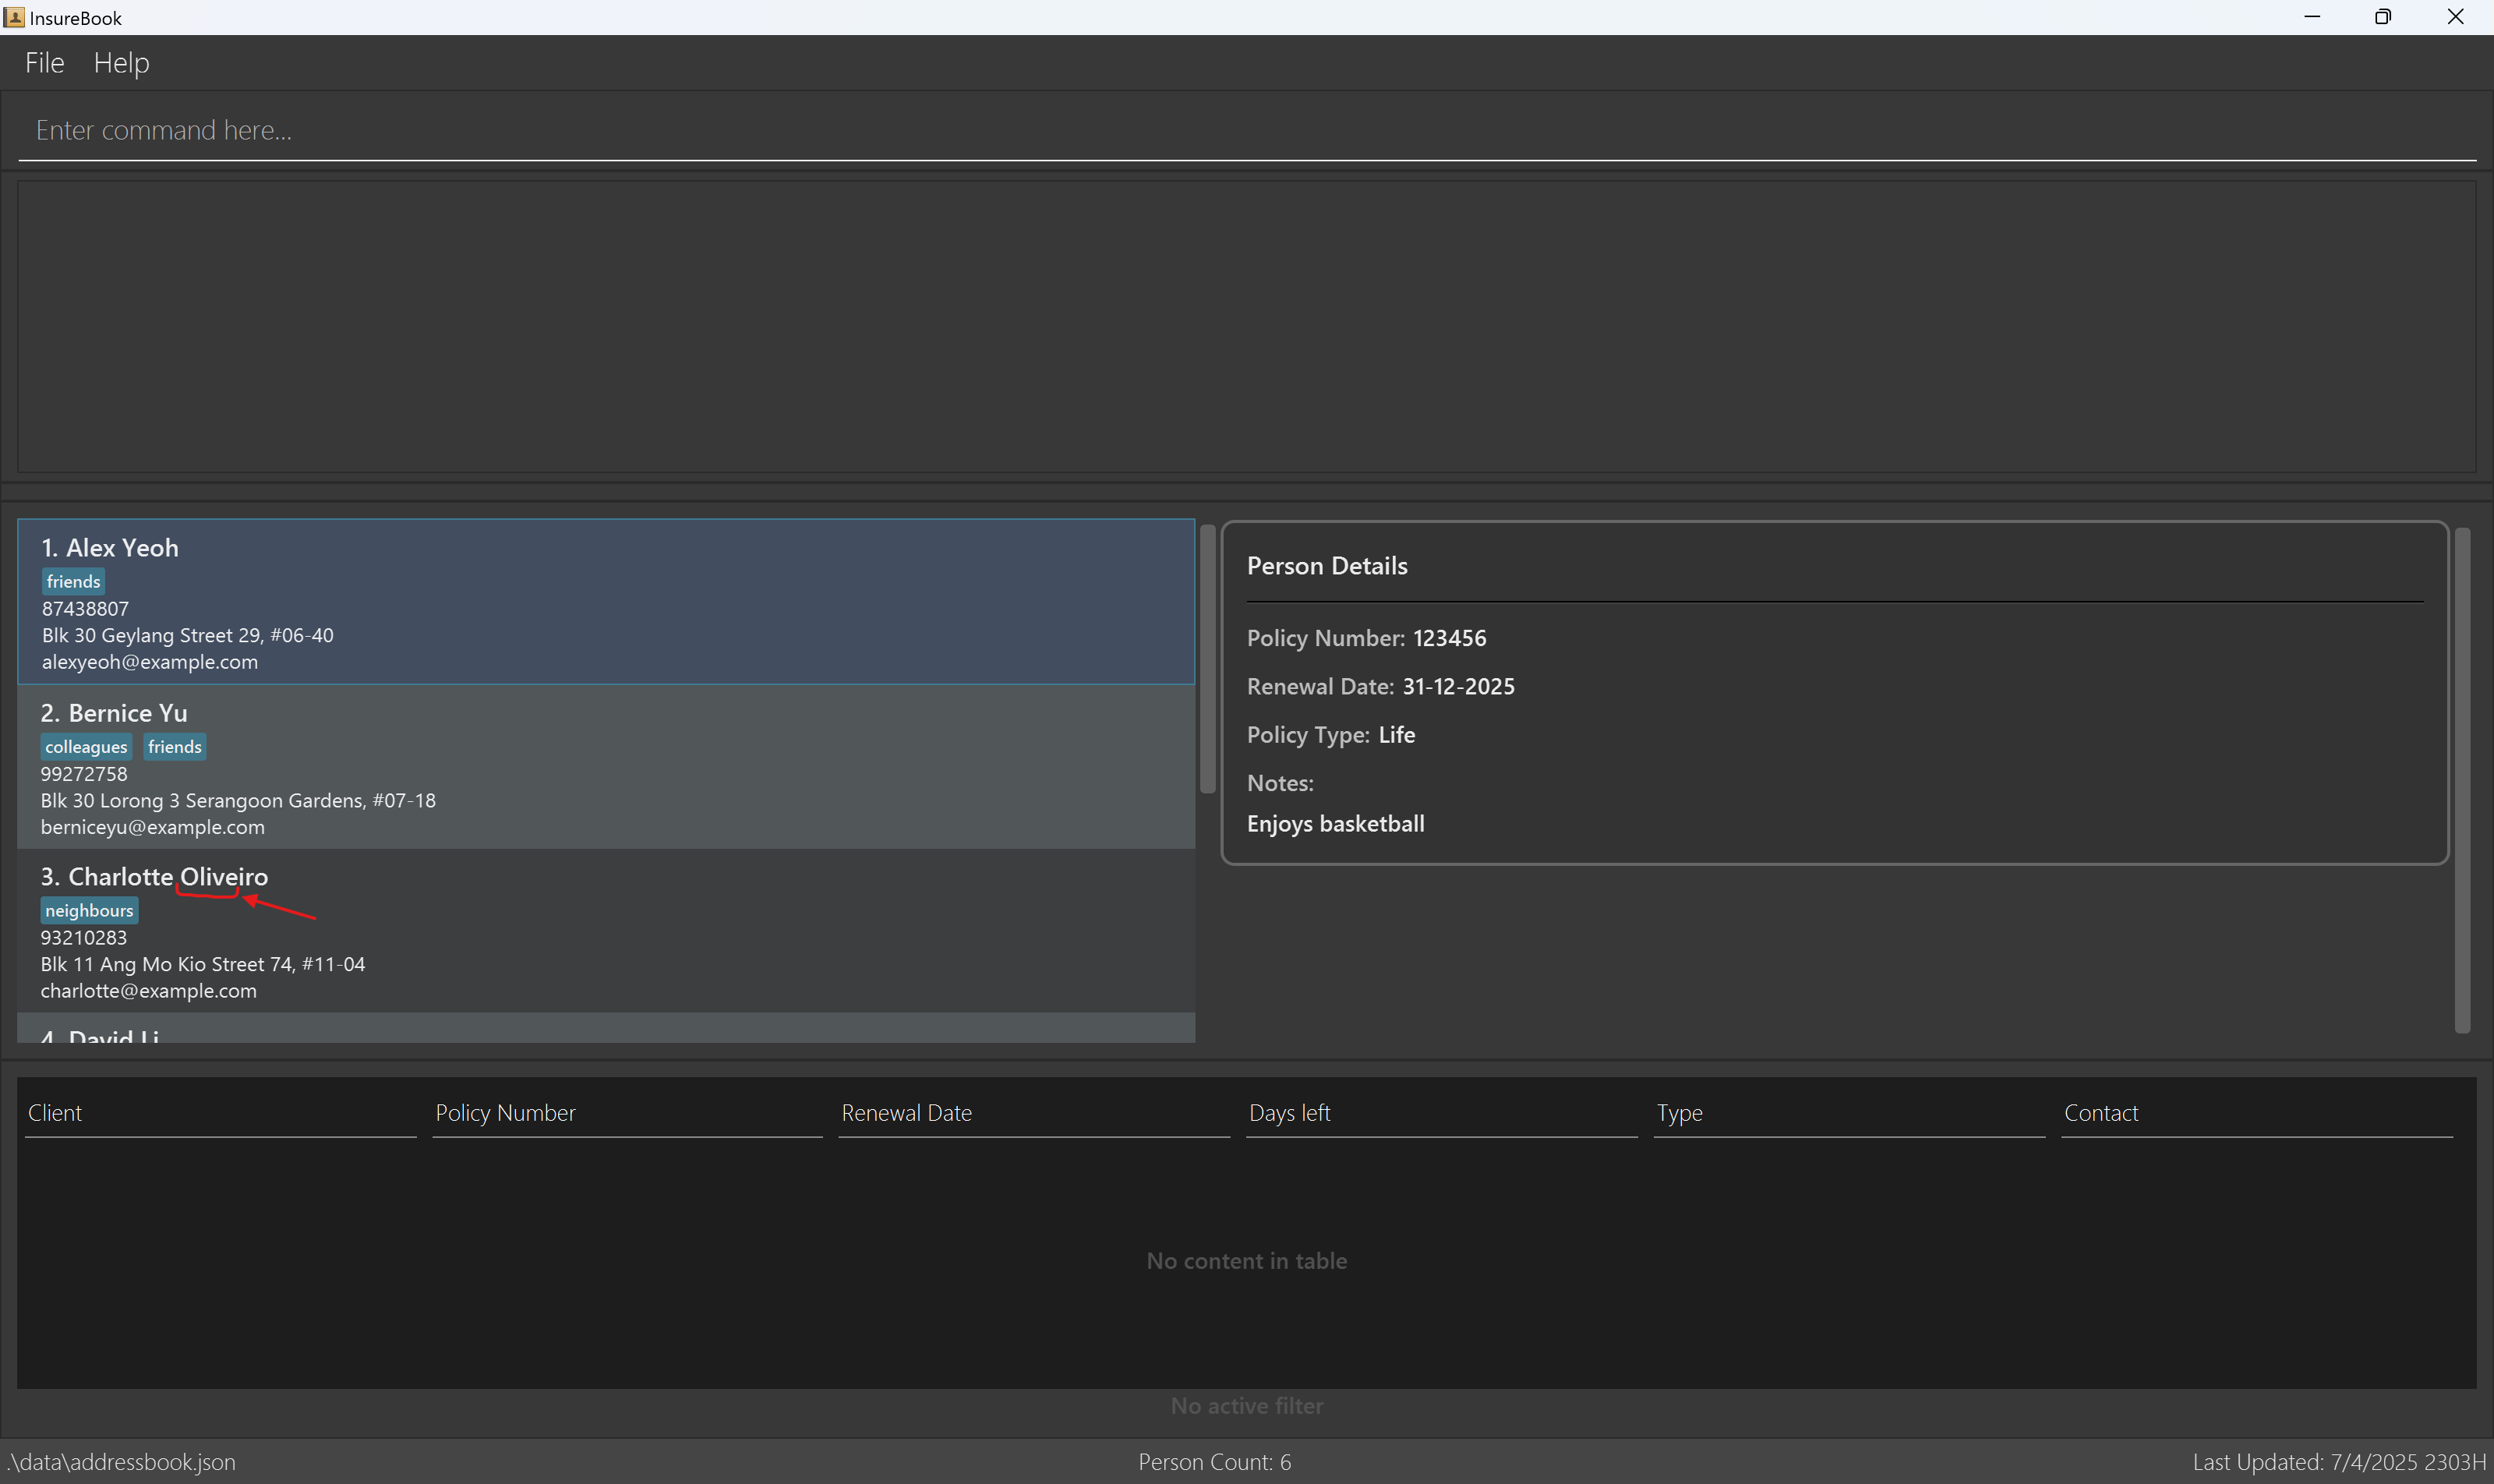 InsureBook
File Help
Enter command here...
1. Alex Yeoh
friends
87438807
Blk 30 Geylang Street 29, #06-40
alexyeoh@example.com
2. Bernice Yu
colleagues friends
99272758
Blk 30 Lorong 3 Serangoon Gardens, #07-18
berniceyu@example.com
3. Charlotte Oliveiro
neighbours
93210283
Blk 11 Ang Mo Kio Street 74, #11-04
charlotte@example.com
4. David Li
Person Details
Policy Number: 123456
Renewal Date: 31-12-2025
Policy Type: Life
Notes:
Enjoys basketball
Client Policy Number Renewal Date Days left Type Contact
No content in table
No active filter
.\data\addressbook.json Person Count: 6 Last Updated: 7/4/2025 2303H